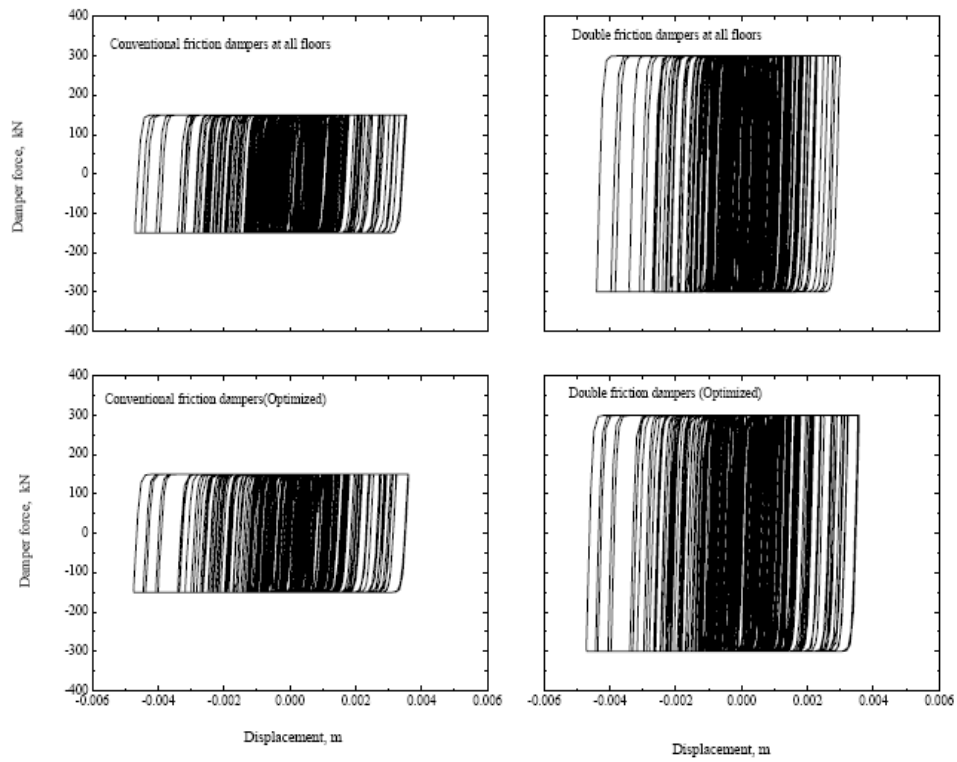 400
300
200
100
0
-100
-200
-300
-400
Damper force, kN
Conventional friction dampers at all floors
Double friction dampers at all floors
400
300
200
100
0
-100
-200
-300
-400
Damper force, kN
Conventional friction dampers(Optimized)
Double friction dampers (Optimized)
-0.006 -0.004 -0.002 0.000 0.002 0.004 0.006
-0.006 -0.004 -0.002 0.000 0.002 0.004 0.006
Displacement, m
Displacement, m